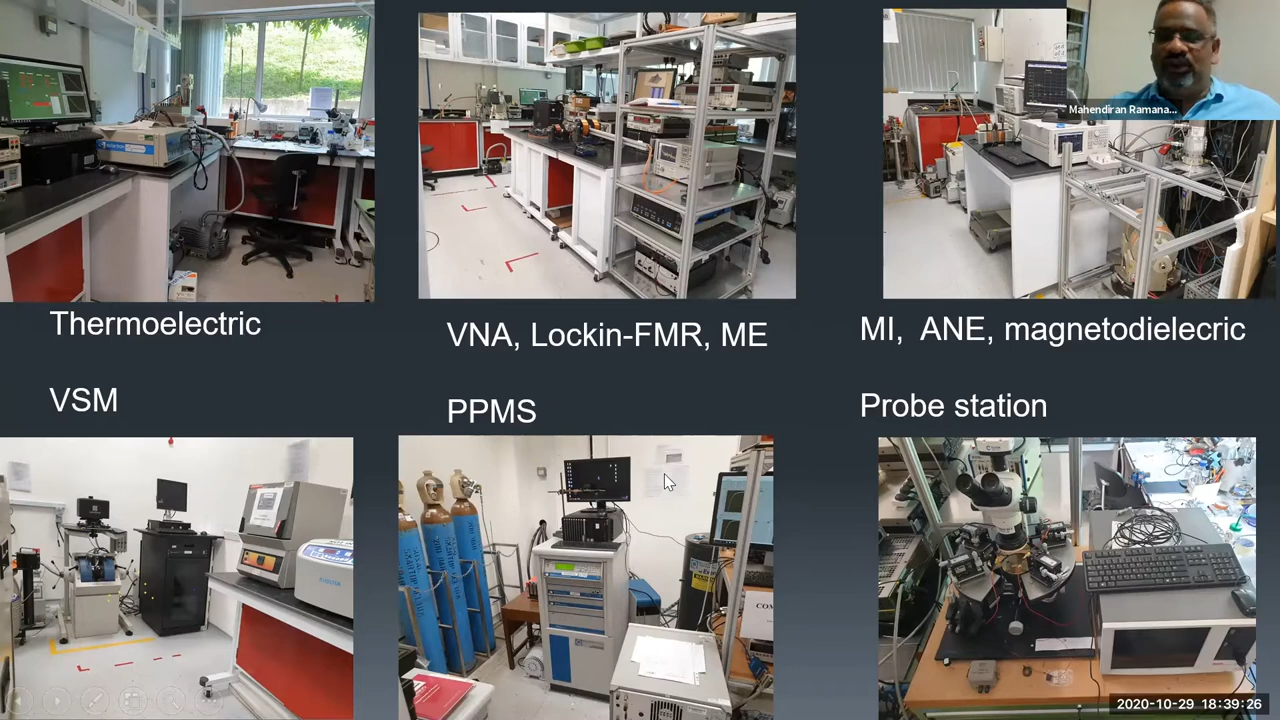 Mahendiran Ramana...
Thermoelectric
VNA, Lockin-FMR, ME
MI, ANE, magnetodielecric
VSM
PPMS
Probe station
2020-10-29 18:39:26